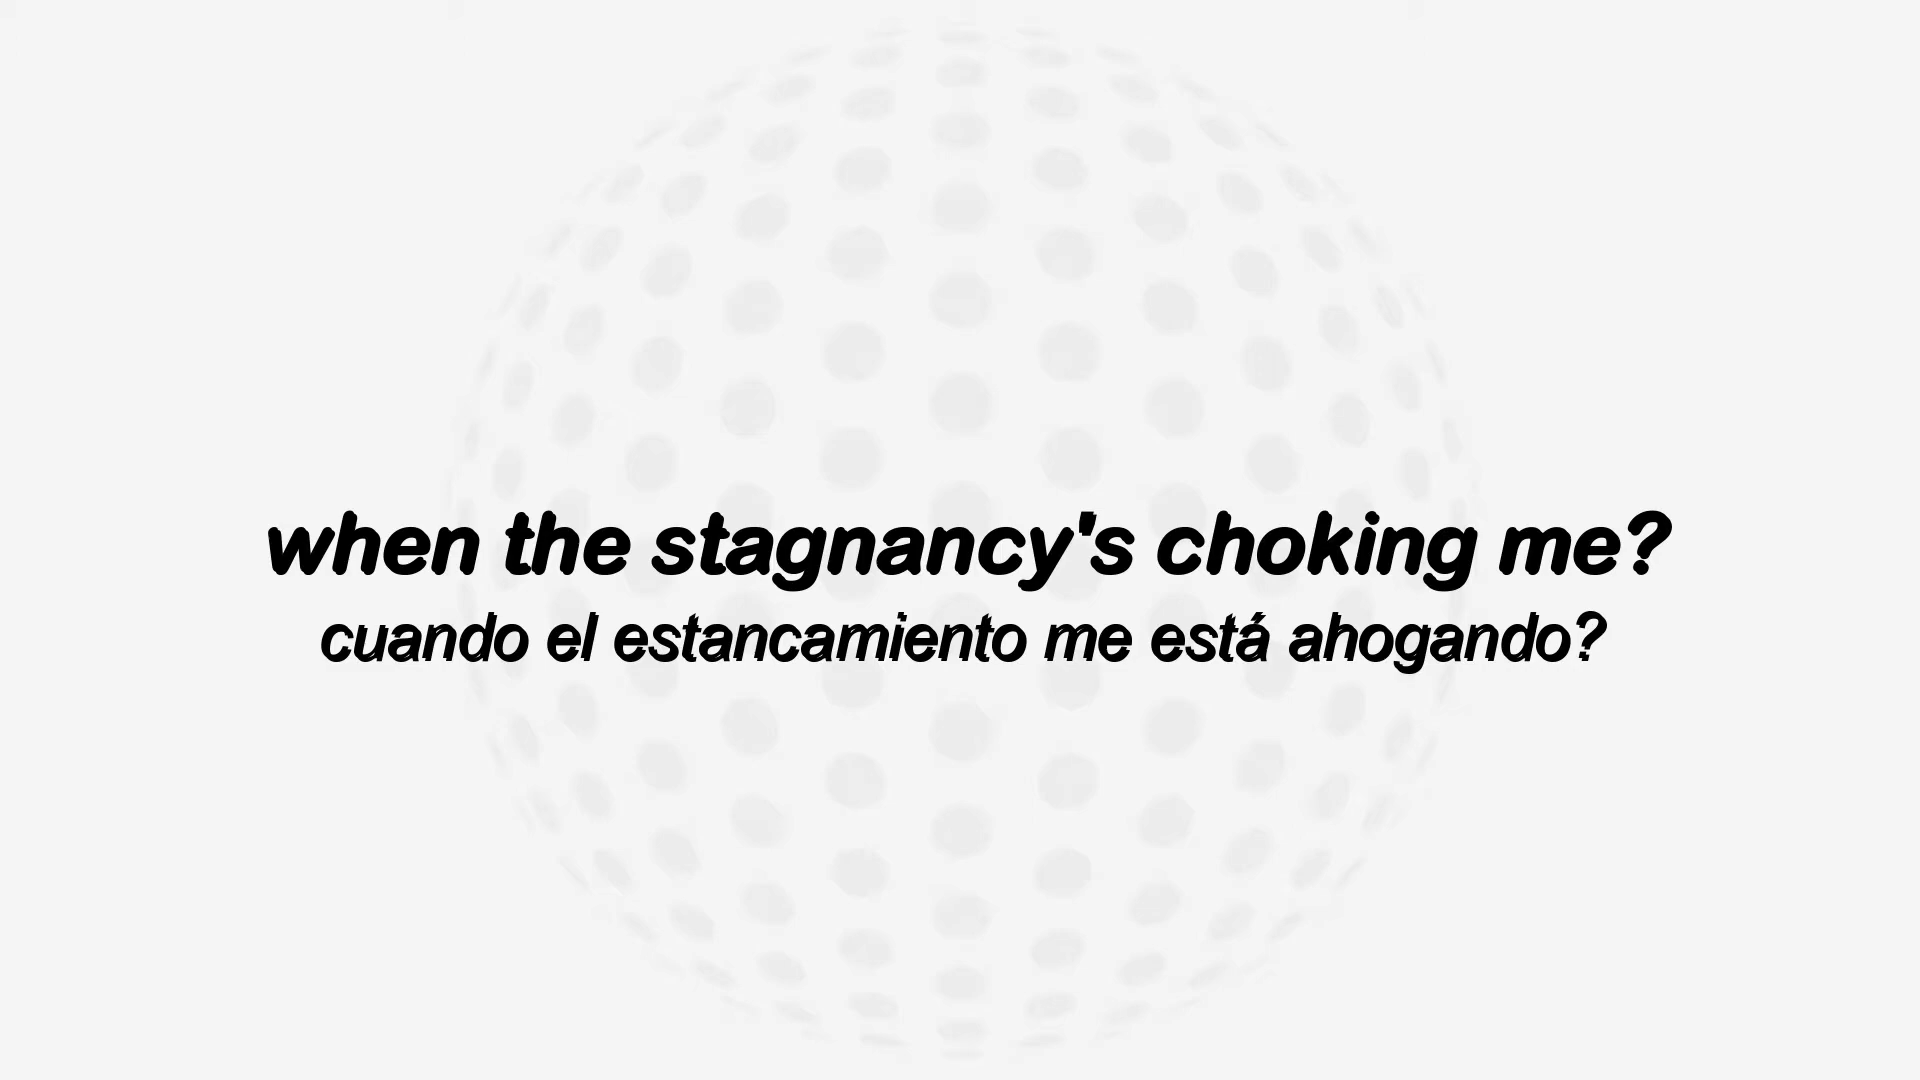 when the stagnancy's choking me?
cuando el estancamiento me está ahogando?